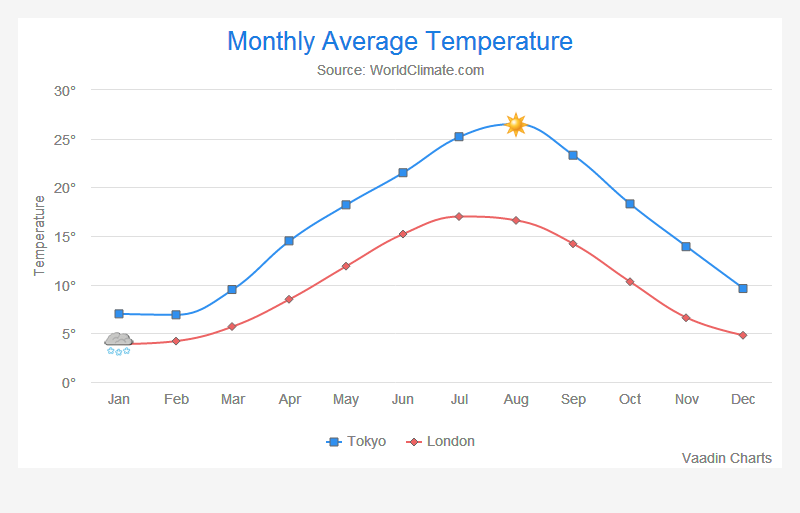 Monthly Average Temperature
Source: WorldClimate.com
Temperature
30°
25°
20°
15°
10°
5°
0°
Jan Feb Mar Apr May Jun Jul Aug Sep Oct Nov Dec
Tokyo London
Vaadin Charts